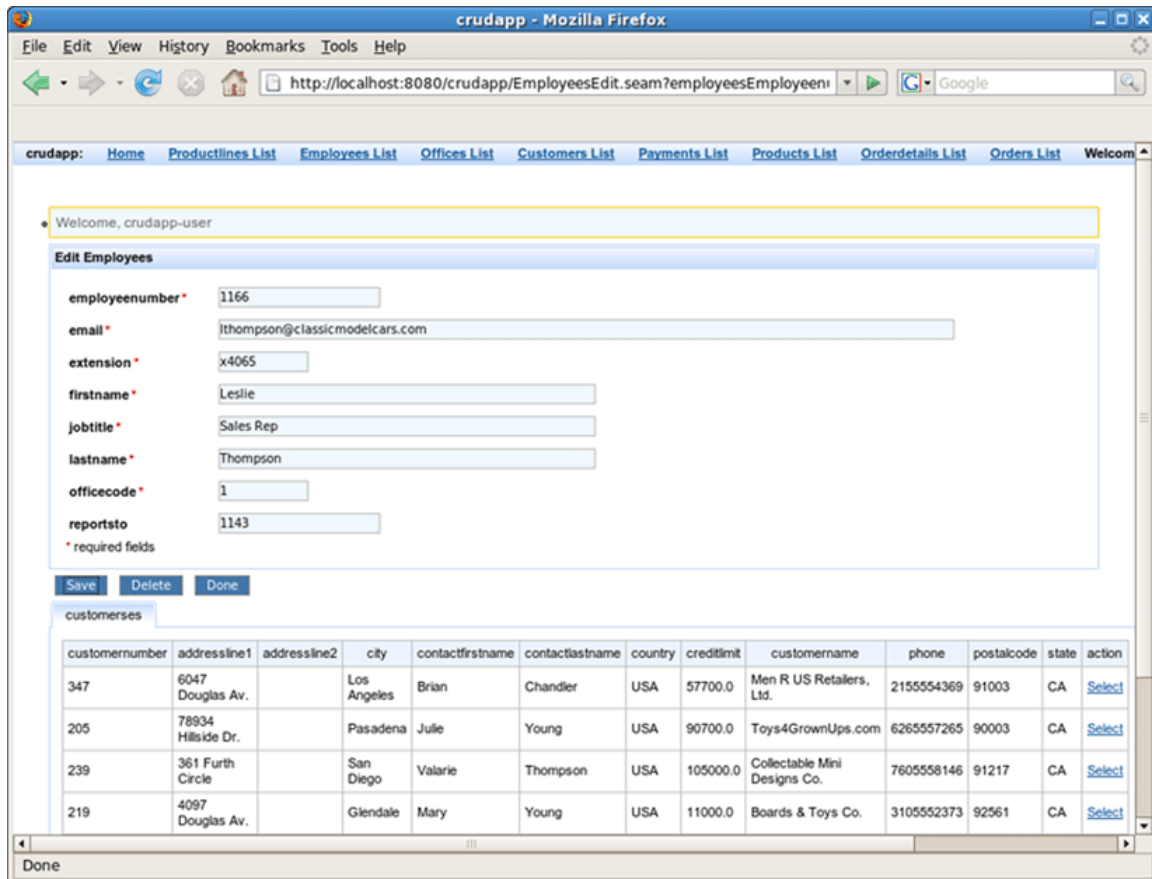 crudapp - Mozilla Firefox
File Edit View History Bookmarks Tools Help
http://localhost:8080/crudapp/EmployeesEdit.seam?employeesEmployeen
G Google
crudapp: Home Productlines List Employees List Offices List Customers List Payments List Products List Orderdetails List Orders List Welcom
Welcome, crudapp-user
Edit Employees
employeenumber* 1166
email* lthompson@classicmodelcars.com
extension* x4065
firstname* Leslie
jobtitle* Sales Rep
lastname* Thompson
officecode* 1
reportsto 1143
* required fields
Save Delete Done
customerses
customernumber addressline1 addressline2 city contactfirstname contactlastname country creditlimit customername phone postalcode state action
347 6047 Douglas Av. Los Angeles Brian Chandler USA 57700.0 Men R US Retailers, Ltd. 2155554369 91003 CA Select
205 78934 Hillside Dr. Pasadena Julie Young USA 90700.0 Toys4GrownUps.com 6265557265 90003 CA Select
239 361 Furth Circle San Diego Valarie Thompson USA 105000.0 Collectable Mini Designs Co. 7605558146 91217 CA Select
219 4097 Douglas Av. Glendale Mary Young USA 11000.0 Boards & Toys Co. 3105552373 92561 CA Select
Done